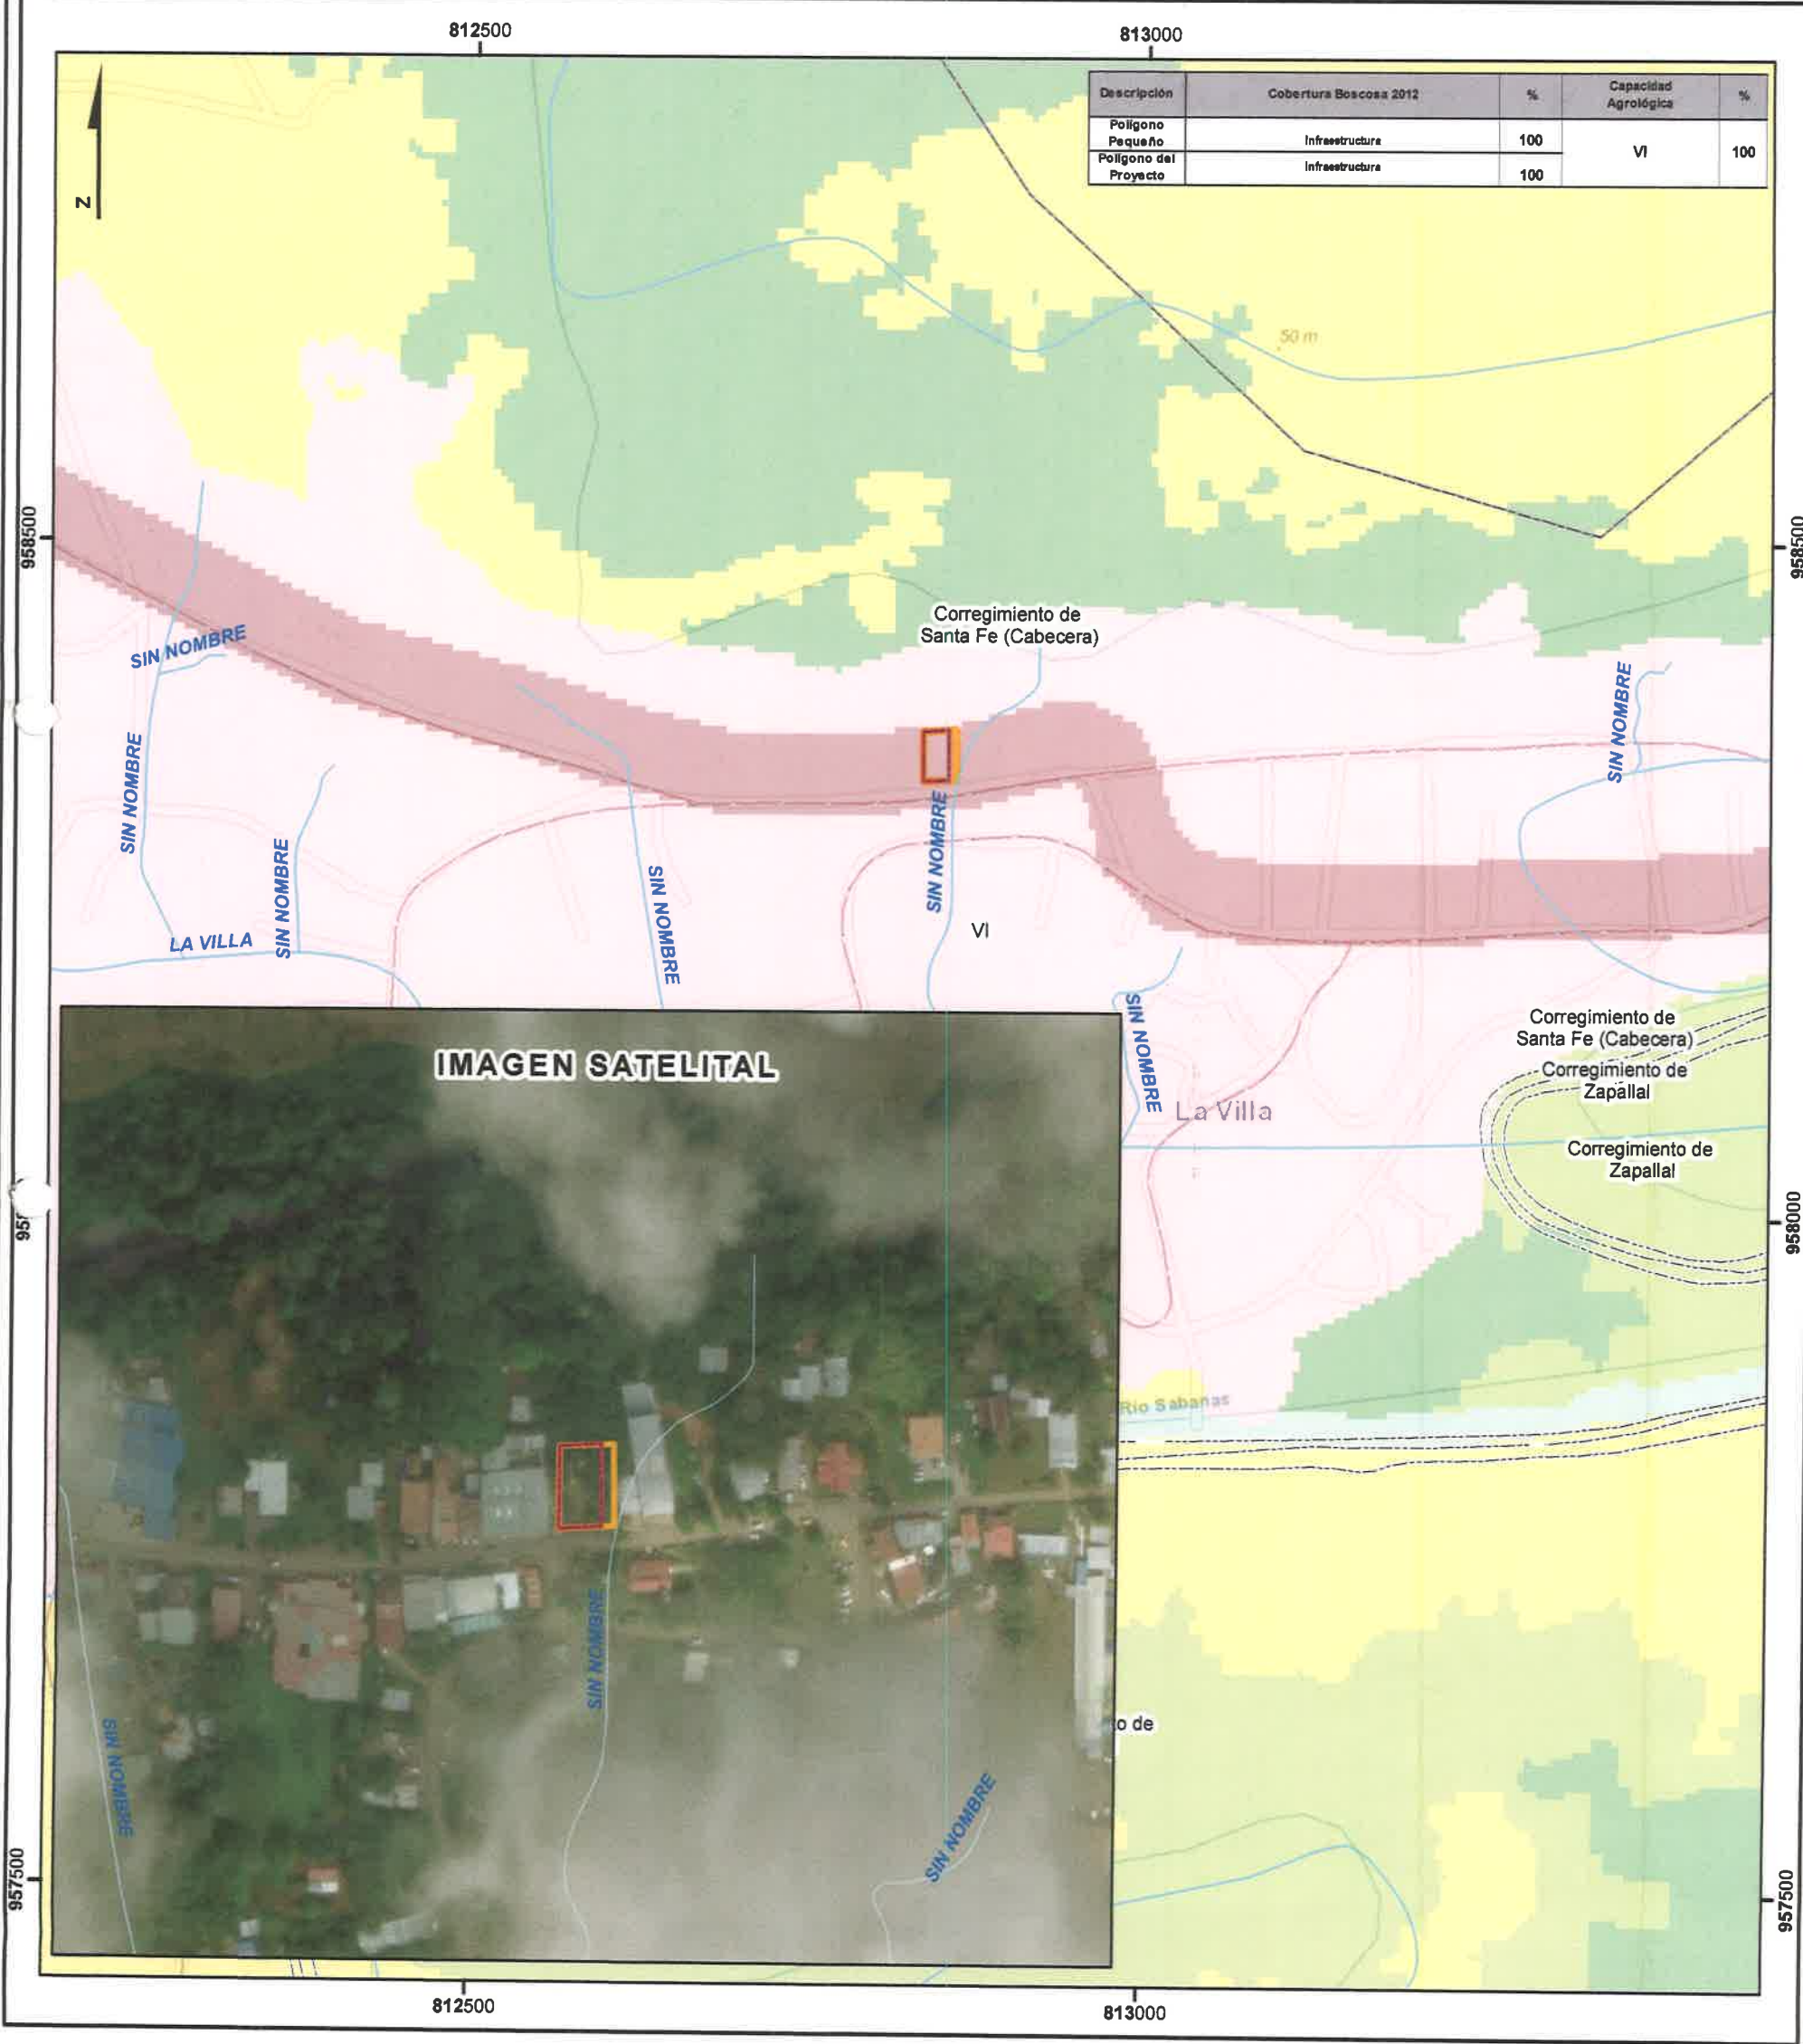 812500
813000
Descripción Cobertura Boscosa 2012 % Capacidad Agrológica %
Polígono Pequeño Infraestructura 100 VI 100
Polígono del Proyecto Infraestructura 100
N
50 m
958500
958500
Corregimiento de
Santa Fe (Cabecera)
SIN NOMBRE
SIN NOMBRE
SIN NOMBRE
SIN NOMBRE
SIN NOMBRE
SIN NOMBRE
LA VILLA
VI
SIN NOMBRE
Corregimiento de
Santa Fe (Cabecera)
Corregimiento de
Zapallal
La Villa
Corregimiento de
Zapallal
IMAGEN SATELITAL
958
958000
Rio Sabanas
SIN NOMBRE
SIN NOMBRE
SIN NOMBRE
to de
957500
957500
812500
813000